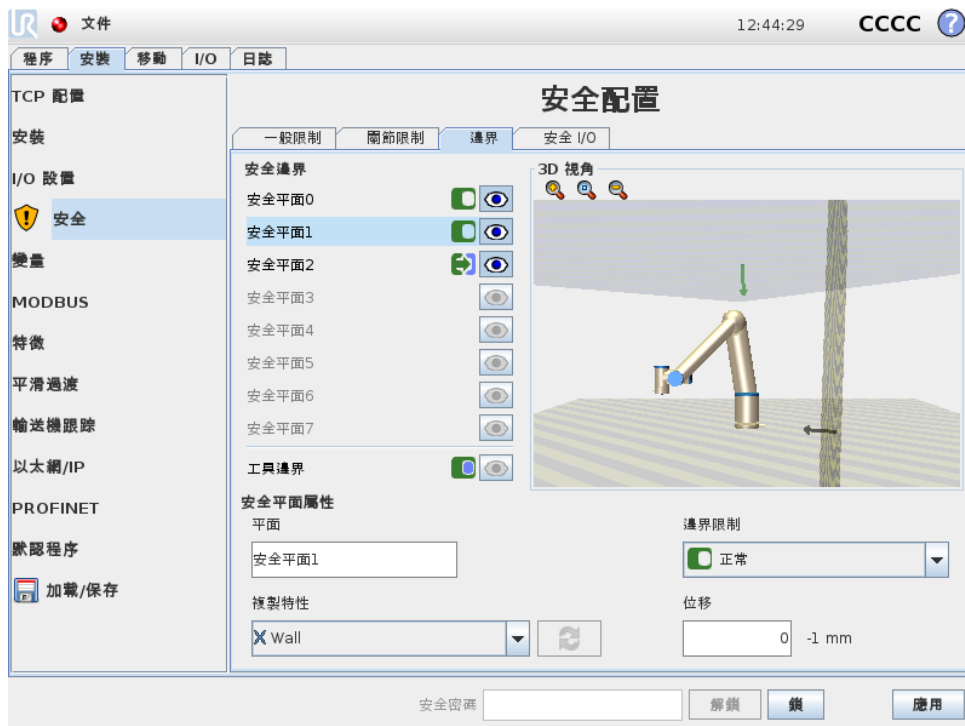 UR 文件 12:44:29 CCCC ?
程序 安裝 移動 I/O 日誌
TCP 配置
安裝
I/O 設置
安全
變量
MODBUS
特徵
平滑過渡
輸送機跟踪
以太網/IP
PROFINET
默認程序
加載/保存
安全配置
一般限制 關節限制 邊界 安全 I/O
安全邊界
安全平面0
安全平面1
安全平面2
安全平面3
安全平面4
安全平面5
安全平面6
安全平面7
工具邊界
3D 視角
安全平面屬性
平面
安全平面1
邊界限制
正常
複製特性
Wall
位移
0 -1 mm
安全密碼 解鎖 鎖 應用